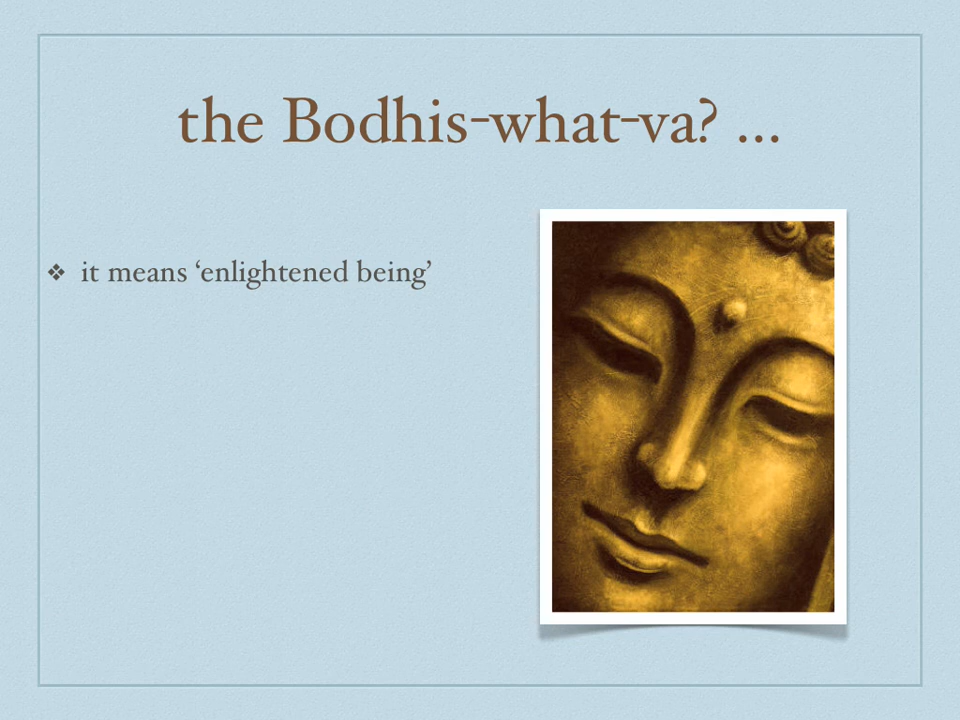 the Bodhis-what-va? ...
❖ it means ‘enlightened being’